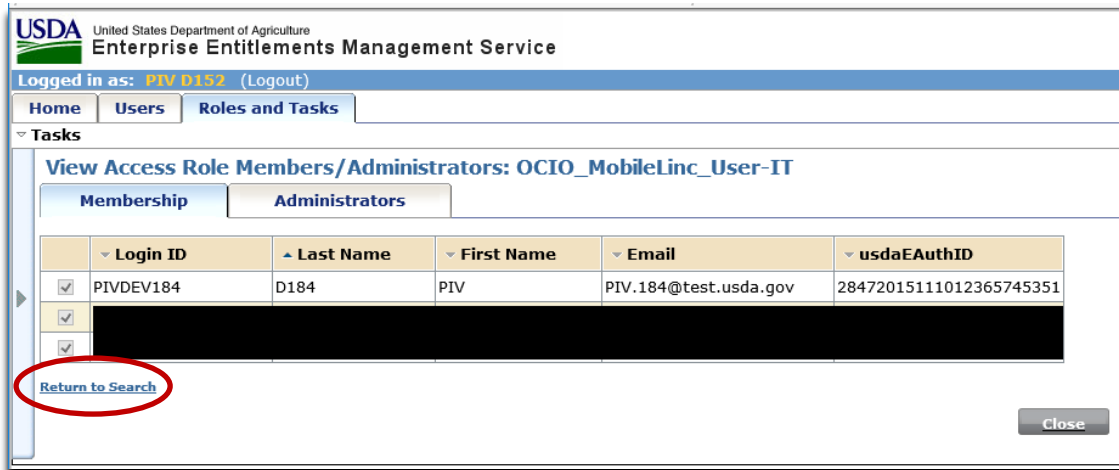 USDA United States Department of Agriculture
Enterprise Entitlements Management Service
Logged in as: PIV D152 (Logout)
Home Users Roles and Tasks
Tasks
View Access Role Members/Administrators: OCIO_MobileLinc_User-IT
Membership Administrators
Login ID Last Name First Name Email usdaEAuthID
PIVDEV184 D184 PIV PIV.184@test.usda.gov 28472015111012365745351
Return to Search
Close